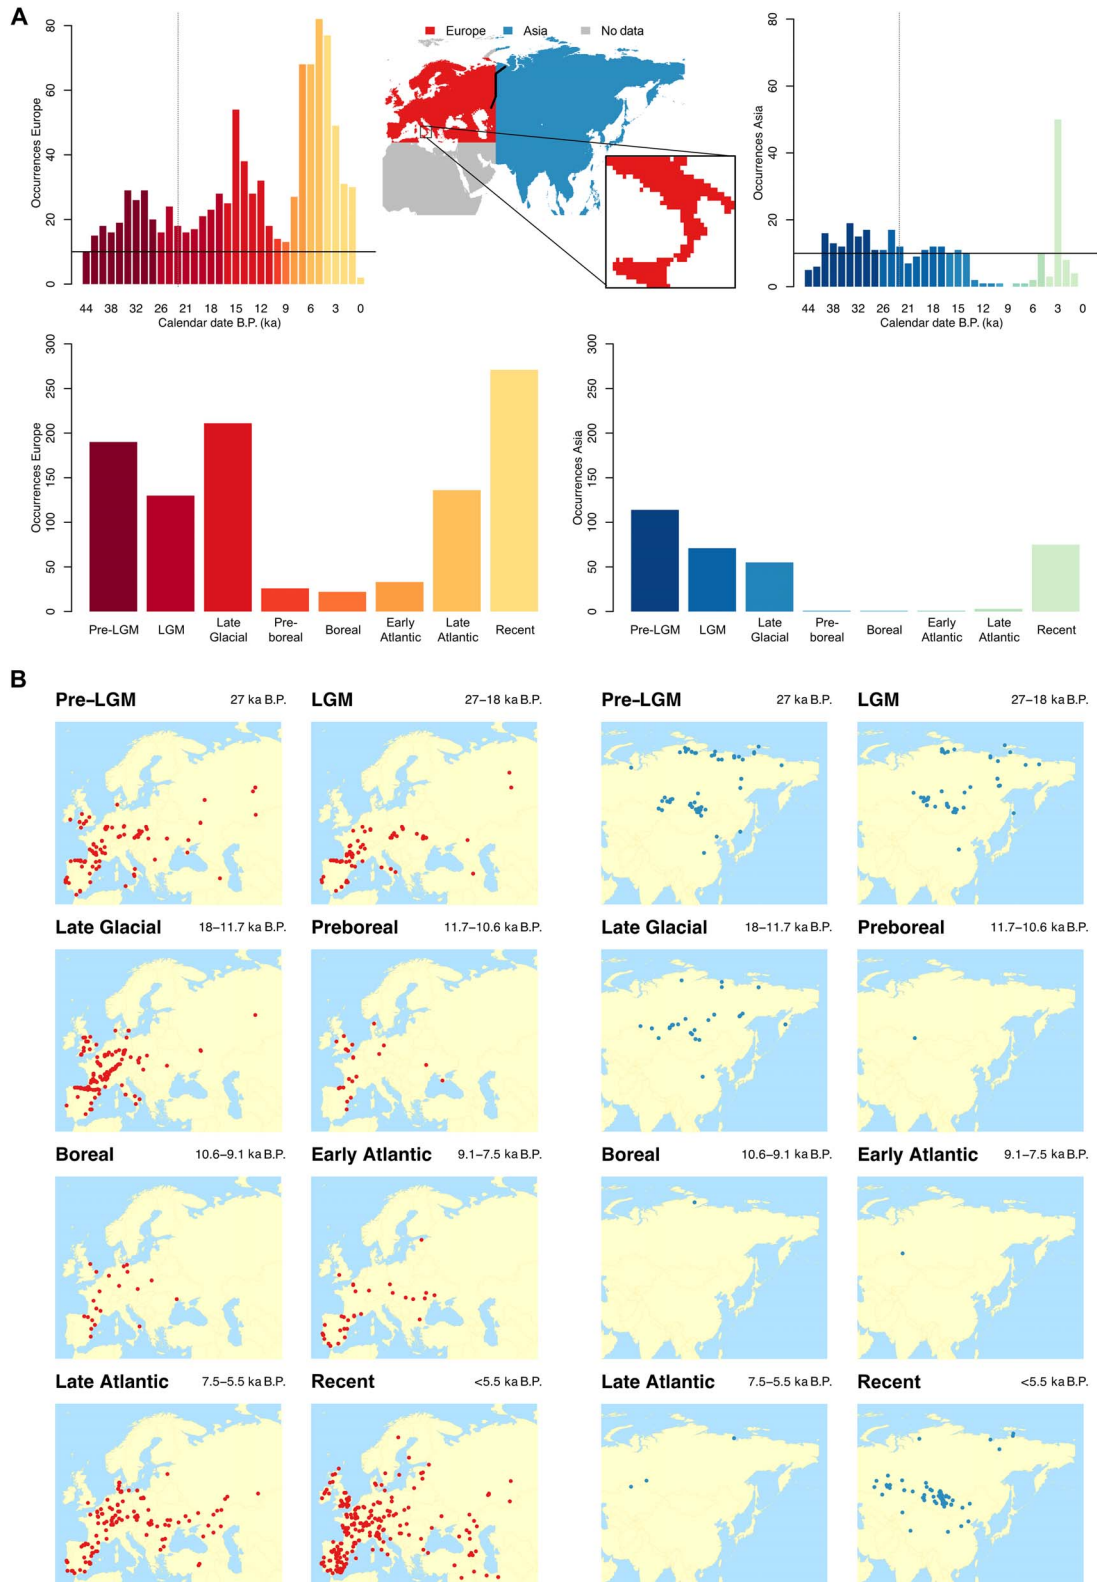 A
Europe Asia No data
Occurrences Europe
0 20 40 60 80
44 38 32 26 21 18 15 12 9 6 3 0
Calendar date B.P. (ka)
Occurrences Asia
0 20 40 60 80
44 38 32 26 21 18 15 12 9 6 3 0
Calendar date B.P. (ka)
Occurrences Europe
0 50 100 150 200 250 300
Pre-LGM LGM Late Glacial Pre-boreal Boreal Early Atlantic Late Atlantic Recent
Occurrences Asia
0 50 100 150 200 250 300
Pre-LGM LGM Late Glacial Pre-boreal Boreal Early Atlantic Late Atlantic Recent
B
Pre–LGM 27 ka B.P. LGM 27–18 ka B.P. Pre–LGM 27 ka B.P. LGM 27–18 ka B.P.
Late Glacial 18–11.7 ka B.P. Preboreal 11.7–10.6 ka B.P. Late Glacial 18–11.7 ka B.P. Preboreal 11.7–10.6 ka B.P.
Boreal 10.6–9.1 ka B.P. Early Atlantic 9.1–7.5 ka B.P. Boreal 10.6–9.1 ka B.P. Early Atlantic 9.1–7.5 ka B.P.
Late Atlantic 7.5–5.5 ka B.P. Recent <5.5 ka B.P. Late Atlantic 7.5–5.5 ka B.P. Recent <5.5 ka B.P.